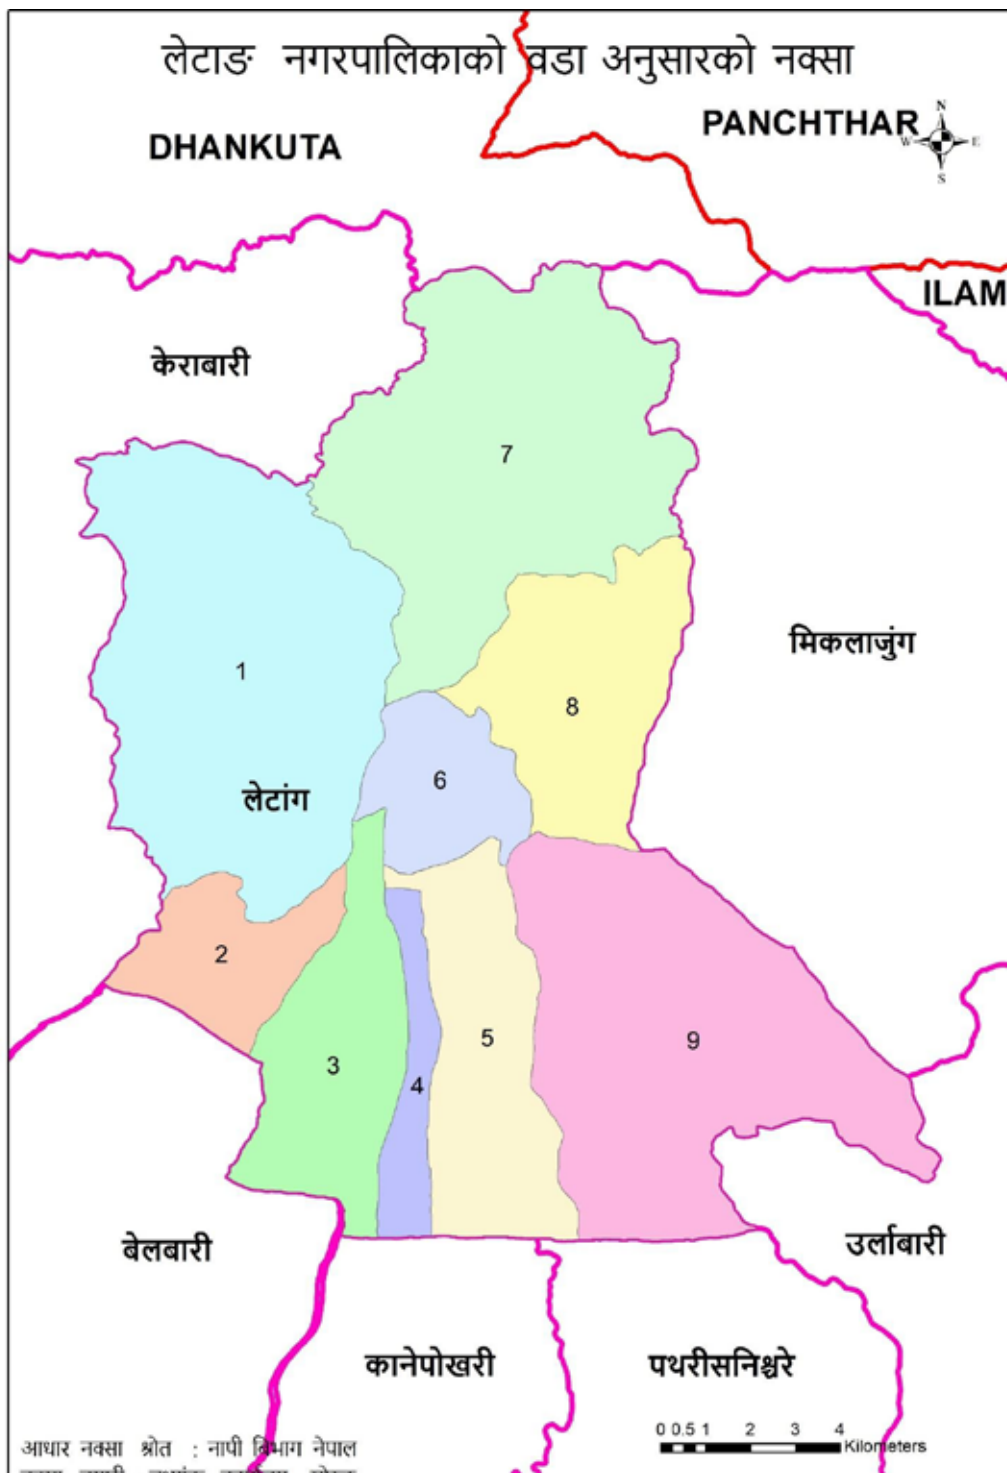 लेटाङ नगरपालिकाको वडा अनुसारको नक्सा
DHANKUTA
PANCHTHAR
N
W E
S
ILAM
केराबारी
7
1
मिकलाजुंग
8
6
लेटांग
2
9
5
3
4
बेलबारी
उर्लाबारी
कानेपोखरी
पथरीसनिश्चरे
0 0.5 1 2 3 4
Kilometers
आधार नक्सा श्रोत : नापी विभाग नेपाल